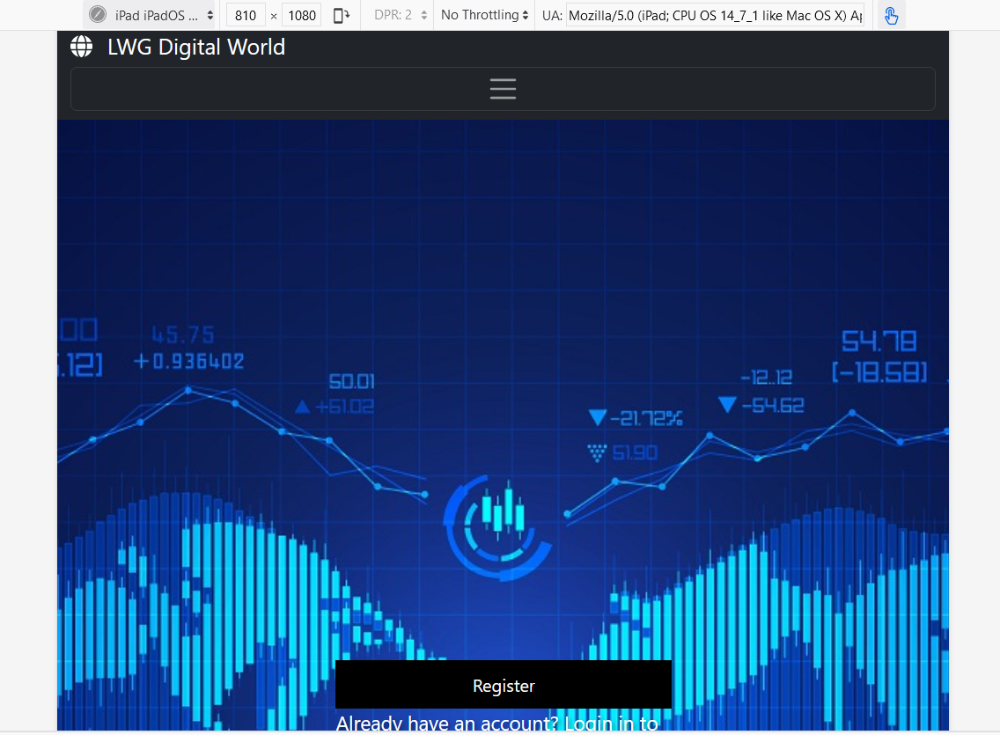 iPad iPadOS ... 810 × 1080 DPR: 2 No Throttling UA: Mozilla/5.0 (iPad; CPU OS 14_7_1 like Mac OS X) A
LWG Digital World
00 45.75 54.78
.12] +0.936402 [-18.58]
50.01 -12.12
+61.02 -54.62
-21.72%
51.90
Register
Already have an account? Login in to